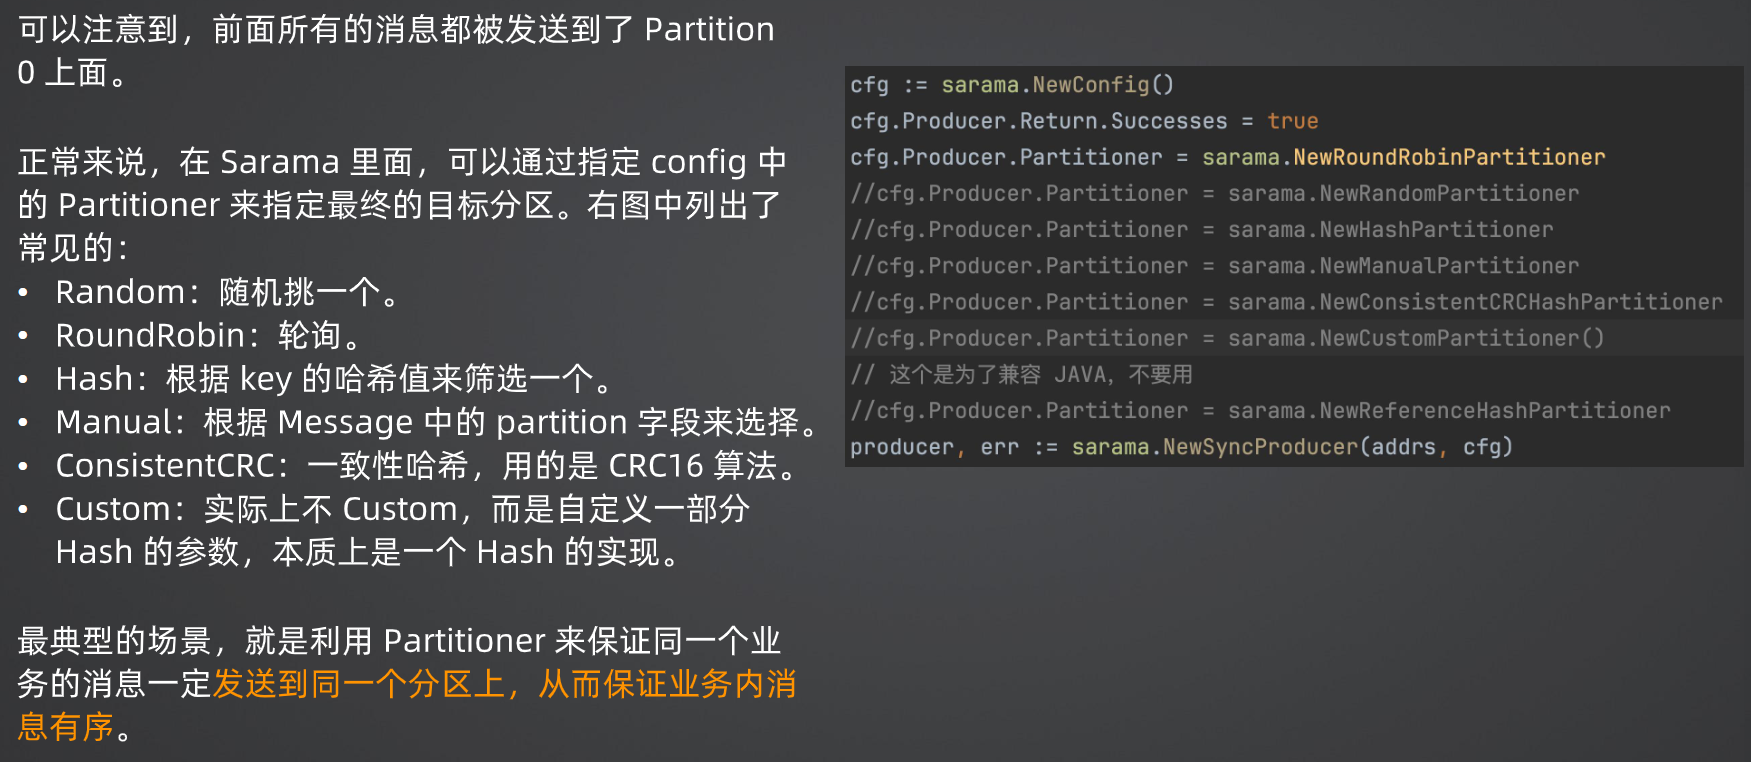 可以注意到，前面所有的消息都被发送到了 Partition
0 上面。
正常来说，在 Sarama 里面，可以通过指定 config 中
的 Partitioner 来指定最终的目标分区。右图中列出了
常见的：
• Random：随机挑一个。
• RoundRobin：轮询。
• Hash：根据 key 的哈希值来筛选一个。
• Manual：根据 Message 中的 partition 字段来选择。
• ConsistentCRC：一致性哈希，用的是 CRC16 算法。
• Custom：实际上不 Custom，而是自定义一部分
Hash 的参数，本质上是一个 Hash 的实现。
最典型的场景，就是利用 Partitioner 来保证同一个业
务的消息一定发送到同一个分区上，从而保证业务内消
息有序。
cfg := sarama.NewConfig()
cfg.Producer.Return.Successes = true
cfg.Producer.Partitioner = sarama.NewRoundRobinPartitioner
//cfg.Producer.Partitioner = sarama.NewRandomPartitioner
//cfg.Producer.Partitioner = sarama.NewHashPartitioner
//cfg.Producer.Partitioner = sarama.NewManualPartitioner
//cfg.Producer.Partitioner = sarama.NewConsistentCRCHashPartitioner
//cfg.Producer.Partitioner = sarama.NewCustomPartitioner()
// 这个是为了兼容 JAVA，不要用
//cfg.Producer.Partitioner = sarama.NewReferenceHashPartitioner
producer, err := sarama.NewSyncProducer(addrs, cfg)